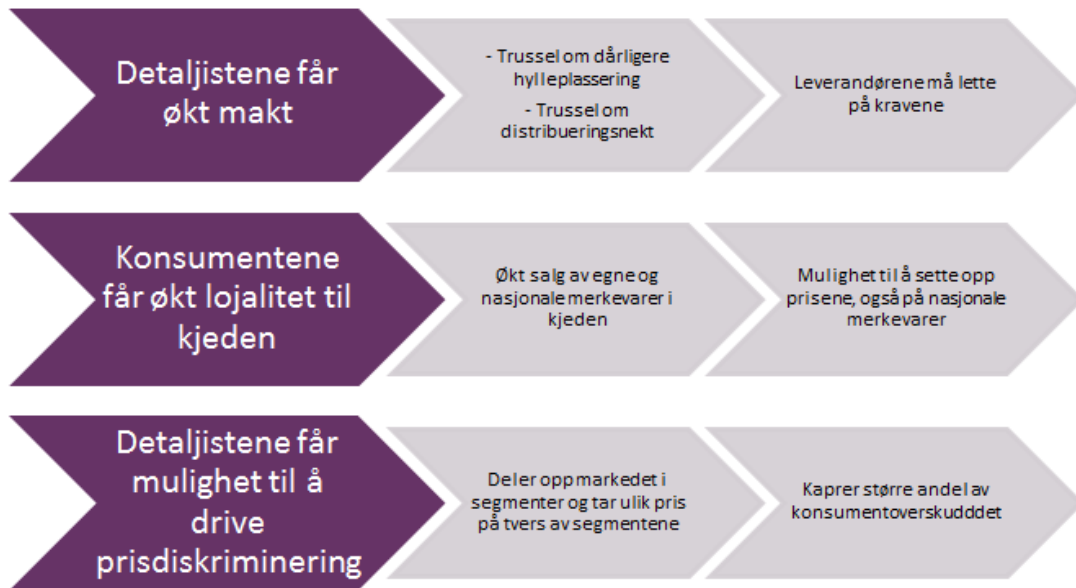 Detaljistene får
økt makt
- Trussel om dårligere
hylleplassering
- Trussel om
distribueringsnekt
Leverandørene må lette
på kravene
Konsumentene
får økt lojalitet til
kjeden
Økt salg av egne og
nasjonale merkevarer i
kjeden
Mulighet til å sette opp
prisene, også på nasjonale
merkevarer
Detaljistene får
mulighet til å
drive
prisdiskriminering
Deler opp markedet i
segmenter og tar ulik pris
på tvers av segmentene
Kaprer større andel av
konsumentoverskudddet